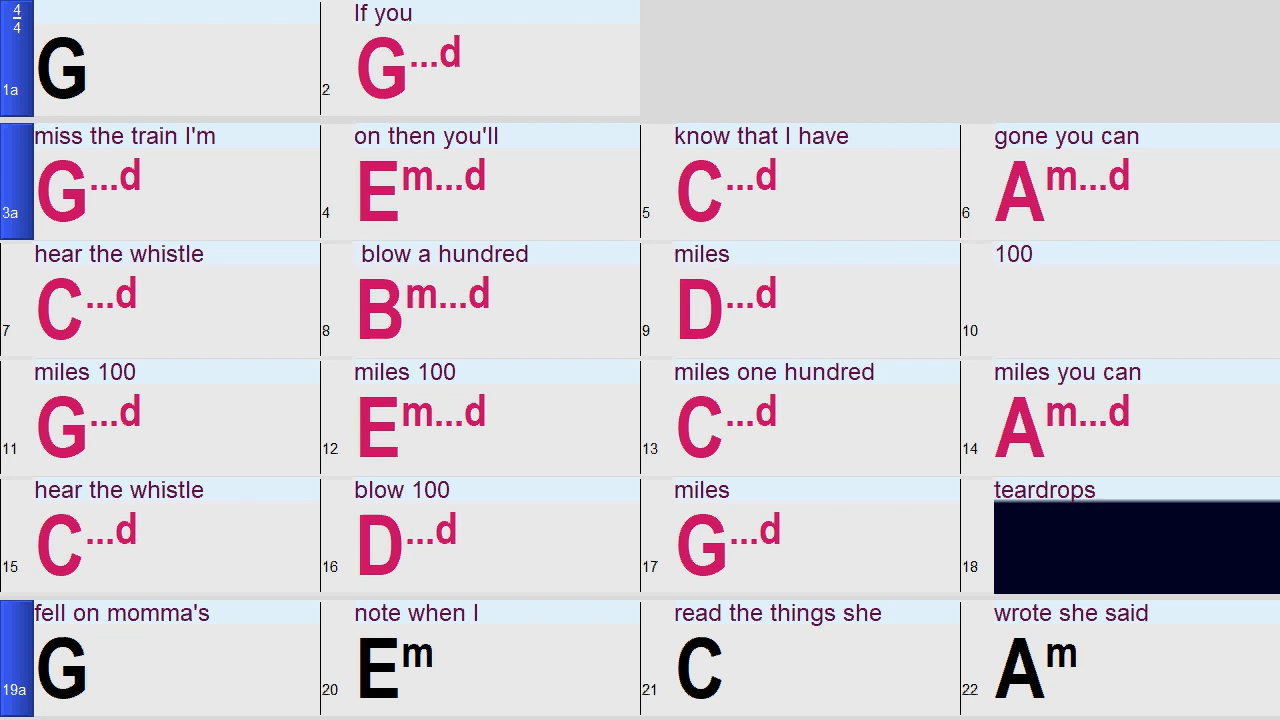 4/4 If you
1a G 2 G...d
miss the train I'm on then you'll know that I have gone you can
3a G...d 4 Em...d 5 C...d 6 Am...d
hear the whistle blow a hundred miles 100
7 C...d 8 Bm...d 9 D...d 10
miles 100 miles 100 miles one hundred miles you can
11 G...d 12 Em...d 13 C...d 14 Am...d
hear the whistle blow 100 miles teardrops
15 C...d 16 D...d 17 G...d 18
fell on momma's note when I read the things she wrote she said
19a G 20 Em 21 C 22 Am